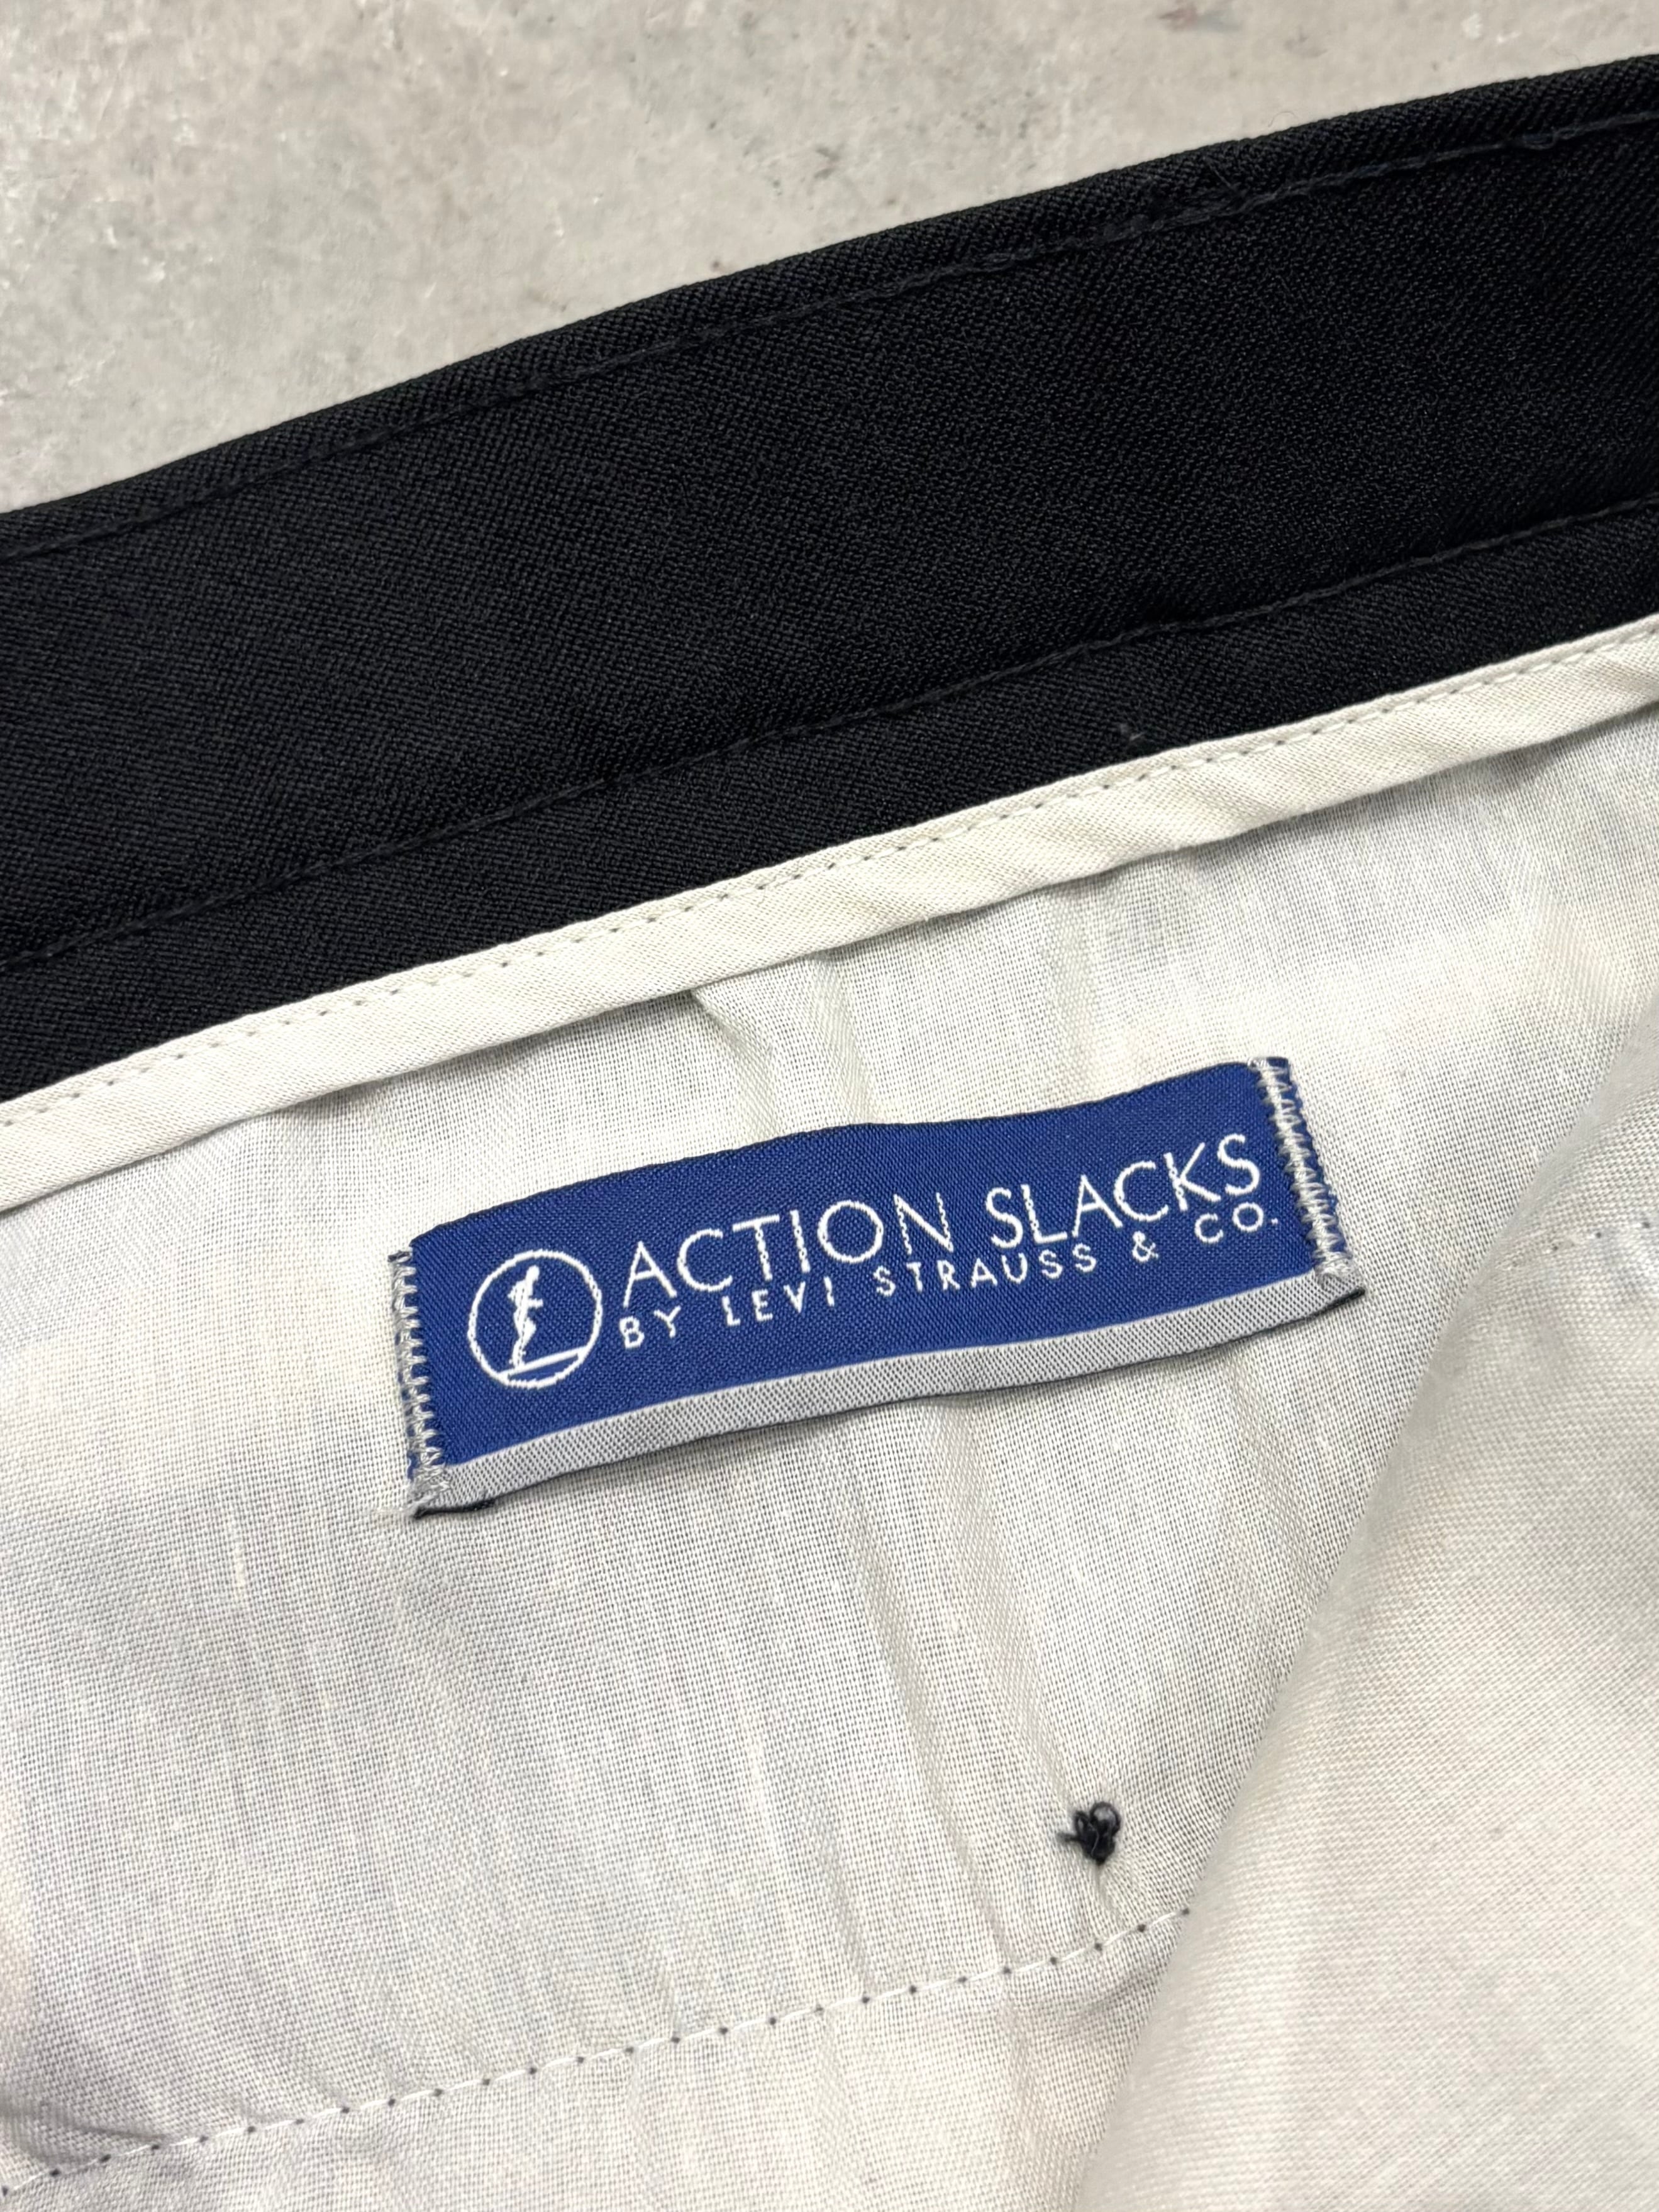 ACTION SLACKS
BY LEVI STRAUSS & CO.